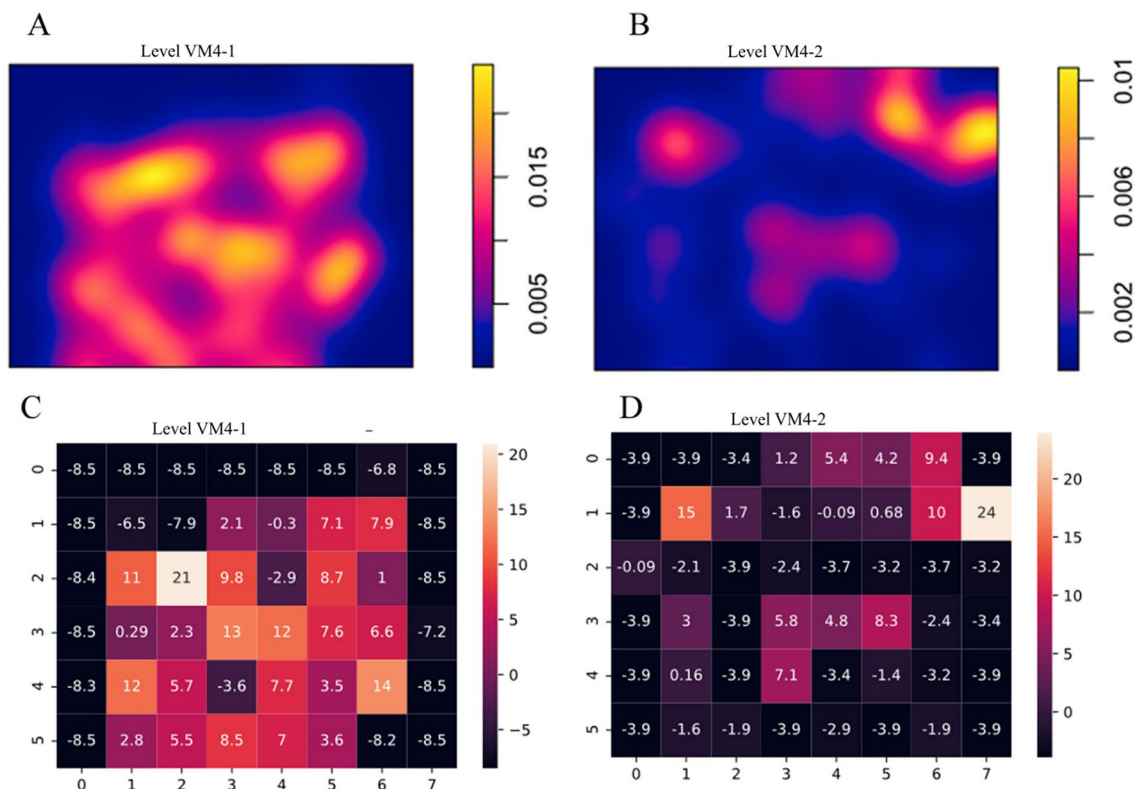 A
Level VM4-1
0.015
0.005
B
Level VM4-2
0.01
0.006
0.002
C
Level VM4-1
–
0 -8.5 -8.5 -8.5 -8.5 -8.5 -8.5 -6.8 -8.5
1 -8.5 -6.5 -7.9 2.1 -0.3 7.1 7.9 -8.5
2 -8.4 11 21 9.8 -2.9 8.7 1 -8.5
3 -8.5 0.29 2.3 13 12 7.6 6.6 -7.2
4 -8.3 12 5.7 -3.6 7.7 3.5 14 -8.5
5 -8.5 2.8 5.5 8.5 7 3.6 -8.2 -8.5
0 1 2 3 4 5 6 7
20
15
10
5
0
−5
D
Level VM4-2
0 -3.9 -3.9 -3.4 1.2 5.4 4.2 9.4 -3.9
1 -3.9 15 1.7 -1.6 -0.09 0.68 10 24
2 -0.09 -2.1 -3.9 -2.4 -3.7 -3.2 -3.7 -3.2
3 -3.9 3 -3.9 5.8 4.8 8.3 -2.4 -3.4
4 -3.9 0.16 -3.9 7.1 -3.4 -1.4 -3.2 -3.9
5 -3.9 -1.6 -1.9 -3.9 -2.9 -3.9 -1.9 -3.9
0 1 2 3 4 5 6 7
20
15
10
5
0